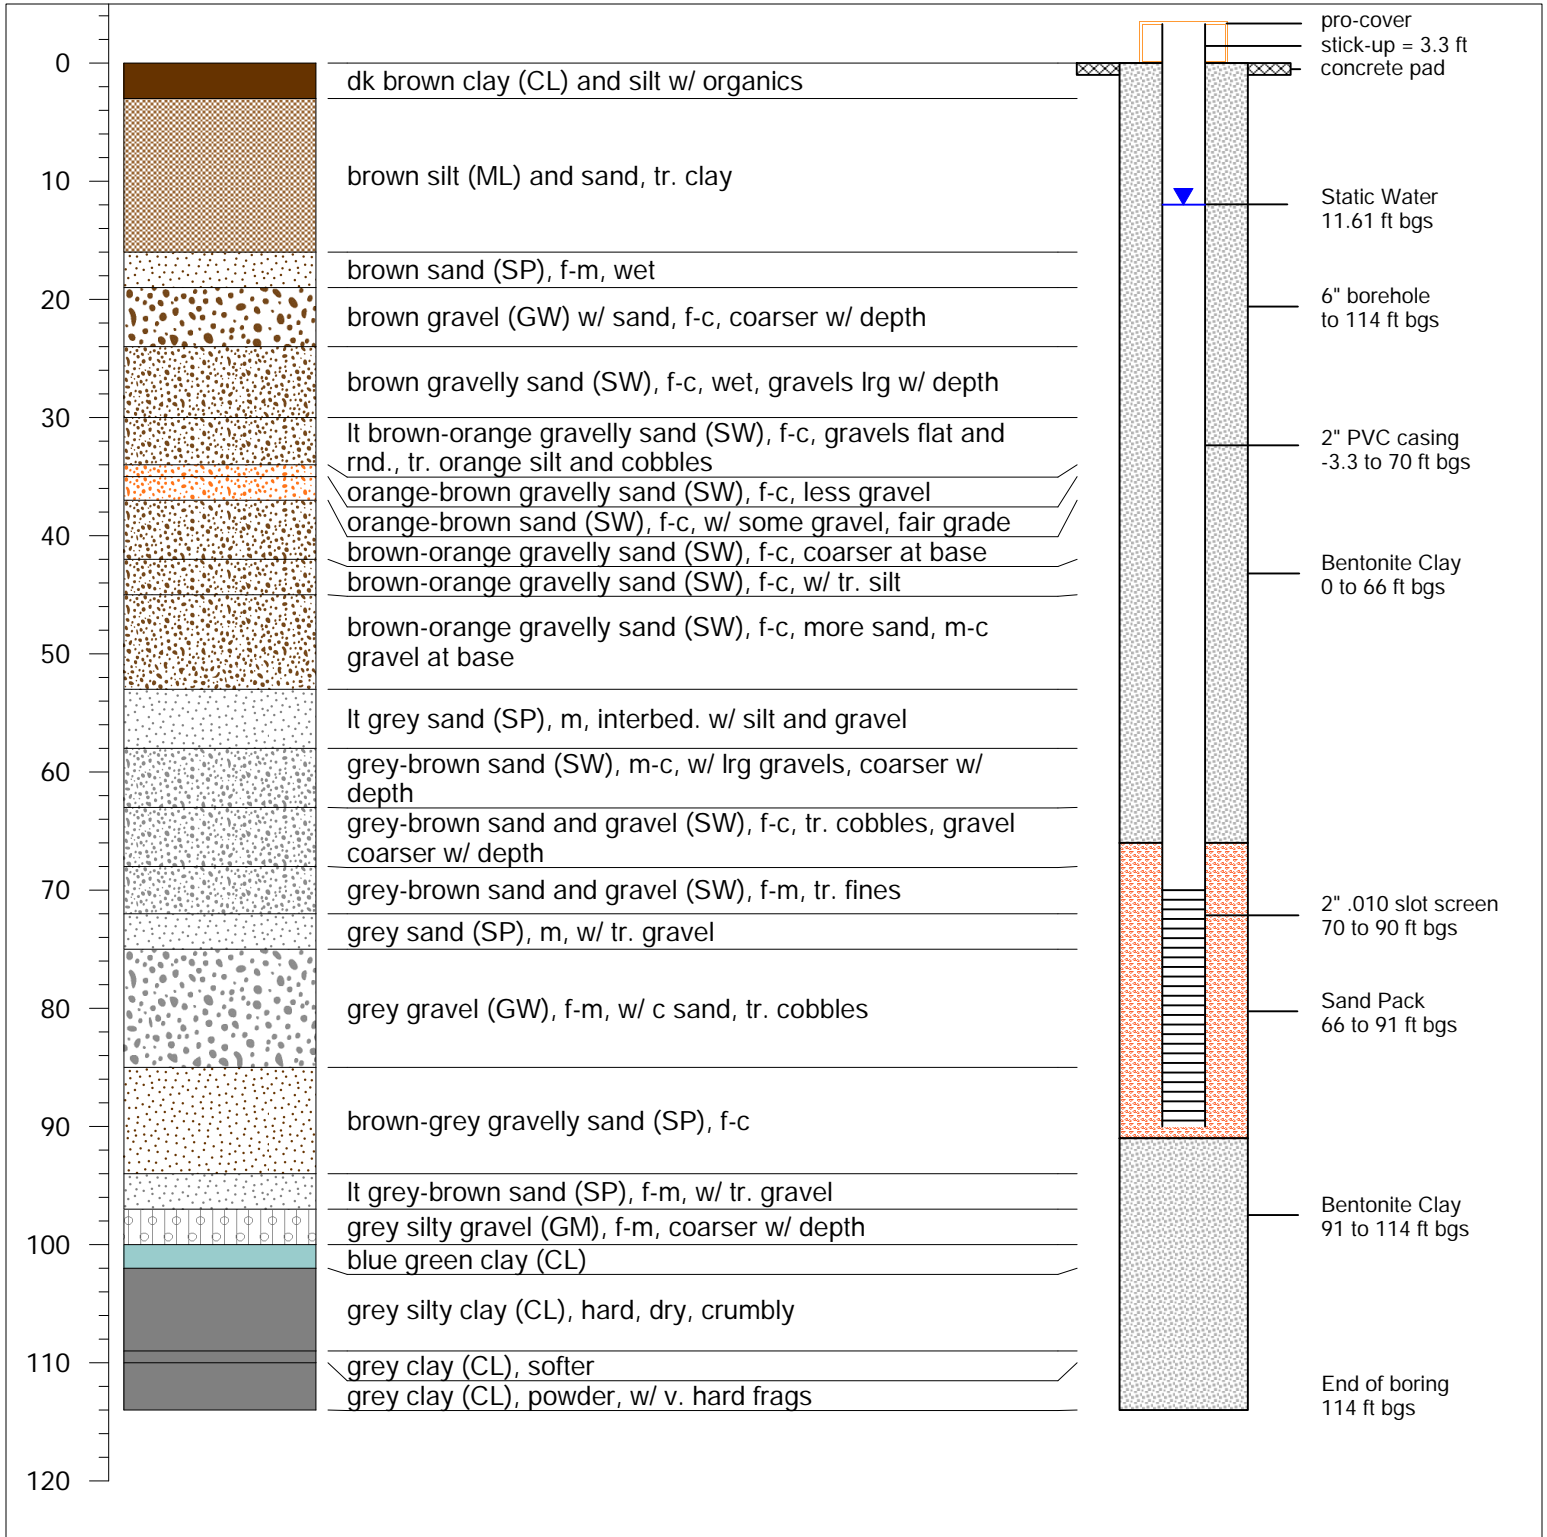 0
10
20
30
40
50
60
70
80
90
100
110
120
dk brown clay (CL) and silt w/ organics
brown silt (ML) and sand, tr. clay
brown sand (SP), f-m, wet
brown gravel (GW) w/ sand, f-c, coarser w/ depth
brown gravelly sand (SW), f-c, wet, gravels lrg w/ depth
lt brown-orange gravelly sand (SW), f-c, gravels flat and
rnd., tr. orange silt and cobbles
orange-brown gravelly sand (SW), f-c, less gravel
orange-brown sand (SW), f-c, w/ some gravel, fair grade
brown-orange gravelly sand (SW), f-c, coarser at base
brown-orange gravelly sand (SW), f-c, w/ tr. silt
brown-orange gravelly sand (SW), f-c, more sand, m-c
gravel at base
lt grey sand (SP), m, interbed. w/ silt and gravel
grey-brown sand (SW), m-c, w/ lrg gravels, coarser w/
depth
grey-brown sand and gravel (SW), f-c, tr. cobbles, gravel
coarser w/ depth
grey-brown sand and gravel (SW), f-m, tr. fines
grey sand (SP), m, w/ tr. gravel
grey gravel (GW), f-m, w/ c sand, tr. cobbles
brown-grey gravelly sand (SP), f-c
lt grey-brown sand (SP), f-m, w/ tr. gravel
grey silty gravel (GM), f-m, coarser w/ depth
blue green clay (CL)
grey silty clay (CL), hard, dry, crumbly
grey clay (CL), softer
grey clay (CL), powder, w/ v. hard frags
pro-cover
stick-up = 3.3 ft
concrete pad
Static Water
11.61 ft bgs
6" borehole
to 114 ft bgs
2" PVC casing
-3.3 to 70 ft bgs
Bentonite Clay
0 to 66 ft bgs
2" .010 slot screen
70 to 90 ft bgs
Sand Pack
66 to 91 ft bgs
Bentonite Clay
91 to 114 ft bgs
End of boring
114 ft bgs